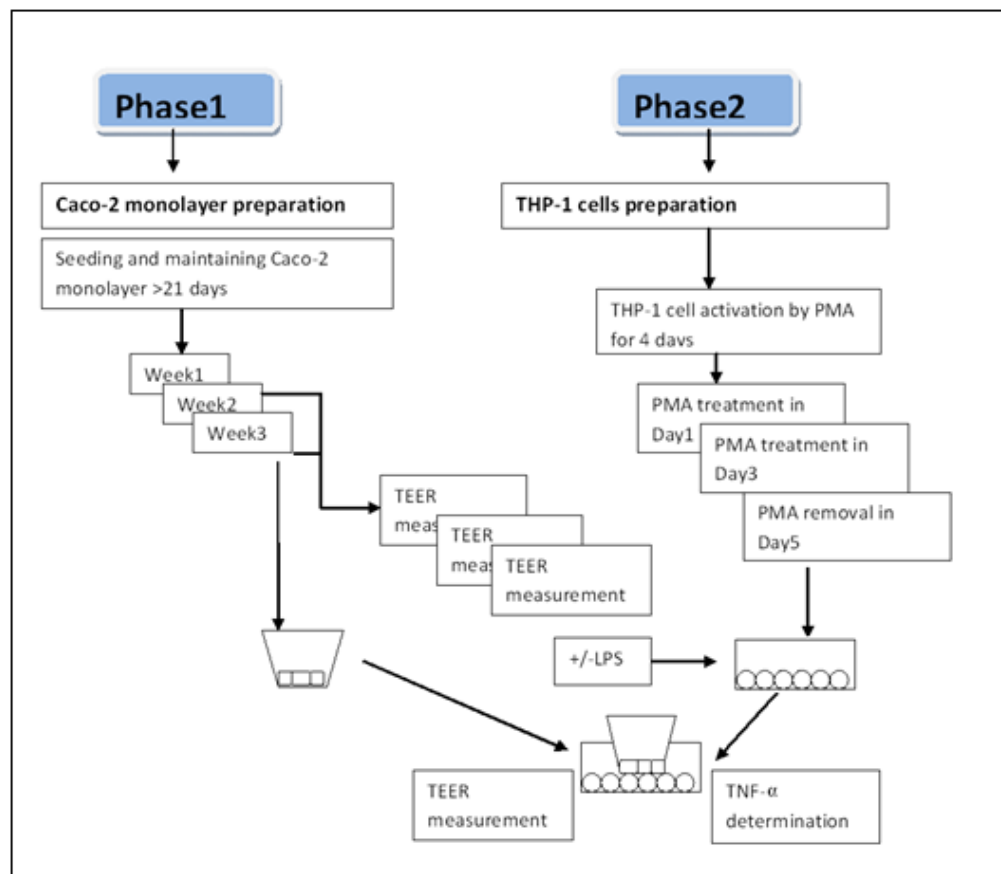 Phase1
Phase2
Caco-2 monolayer preparation
THP-1 cells preparation
Seeding and maintaining Caco-2
monolayer >21 days
THP-1 cell activation by PMA
for 4 days
Week1
Week2
Week3
PMA treatment in
Day1
PMA treatment in
Day3
PMA removal in
Day5
TEER
meas
TEER
meas
TEER
measurement
+/-LPS
TEER
measurement
TNF-α
determination